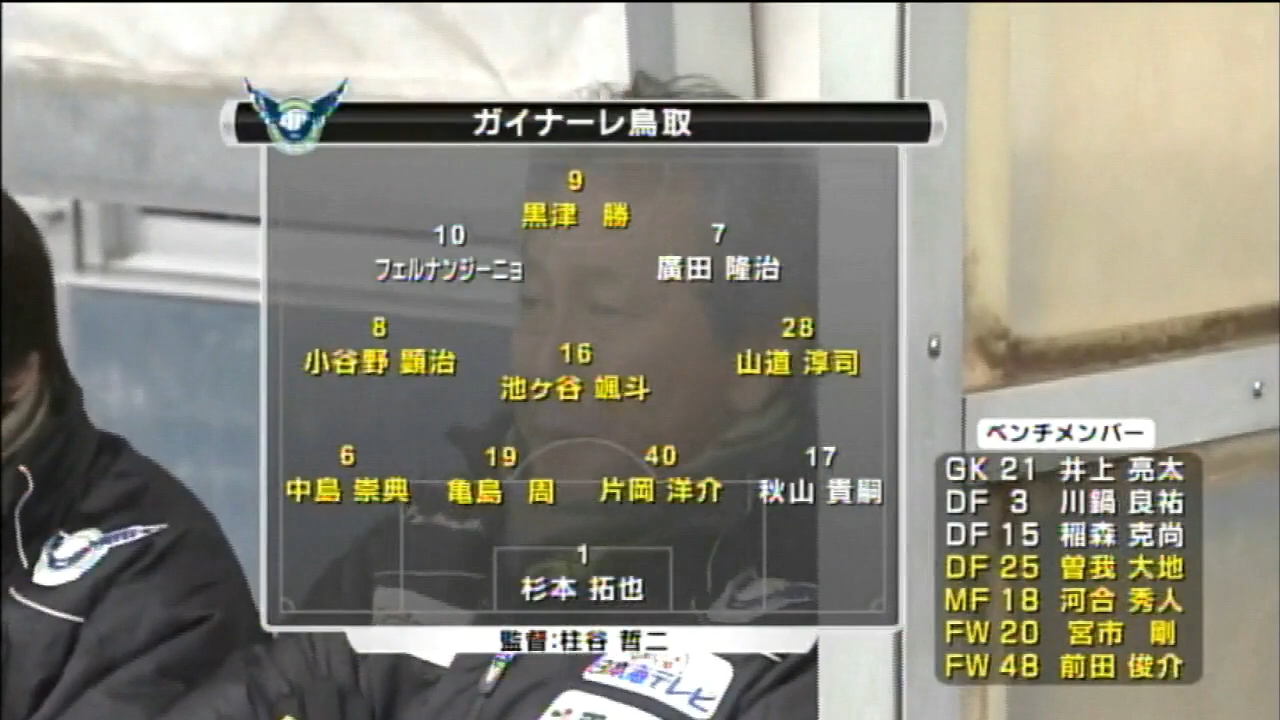 ガイナーレ鳥取
9
黒津 勝
10
フェルナンジーニョ
7
廣田 隆治
8
小谷野 顕治
16
池ヶ谷 颯斗
28
山道 淳司
6
中島 崇典
19
亀島 周
40
片岡 洋介
17
秋山 貴嗣
1
杉本 拓也
監督:柱谷 哲二
ベンチメンバー
GK 21 井上 亮太
DF 3 川鍋 良祐
DF 15 稲森 克尚
DF 25 曽我 大地
MF 18 河合 秀人
FW 20 宮市 剛
FW 48 前田 俊介
テレビ